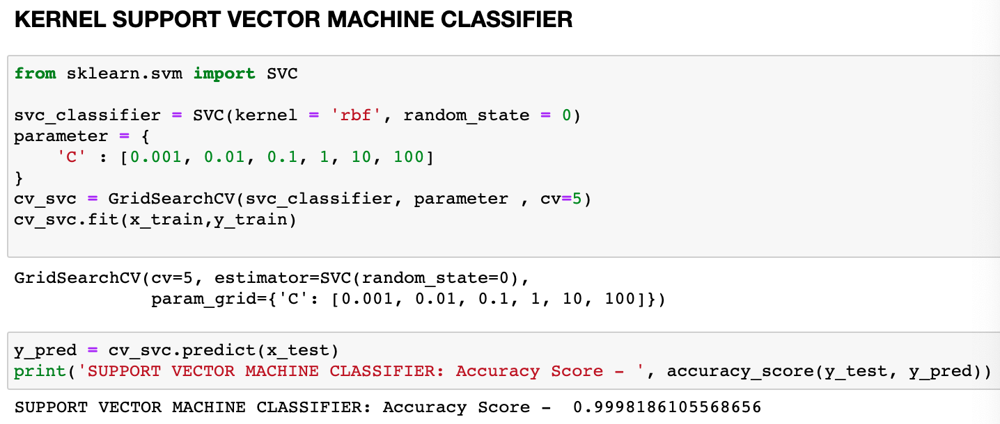 KERNEL SUPPORT VECTOR MACHINE CLASSIFIER
from sklearn.svm import SVC
svc_classifier = SVC(kernel = 'rbf', random_state = 0)
parameter = {
    'C' : [0.001, 0.01, 0.1, 1, 10, 100]
}
cv_svc = GridSearchCV(svc_classifier, parameter , cv=5)
cv_svc.fit(x_train,y_train)
GridSearchCV(cv=5, estimator=SVC(random_state=0),
             param_grid={'C': [0.001, 0.01, 0.1, 1, 10, 100]})
y_pred = cv_svc.predict(x_test)
print('SUPPORT VECTOR MACHINE CLASSIFIER: Accuracy Score - ', accuracy_score(y_test, y_pred))
SUPPORT VECTOR MACHINE CLASSIFIER: Accuracy Score -  0.9998186105568656